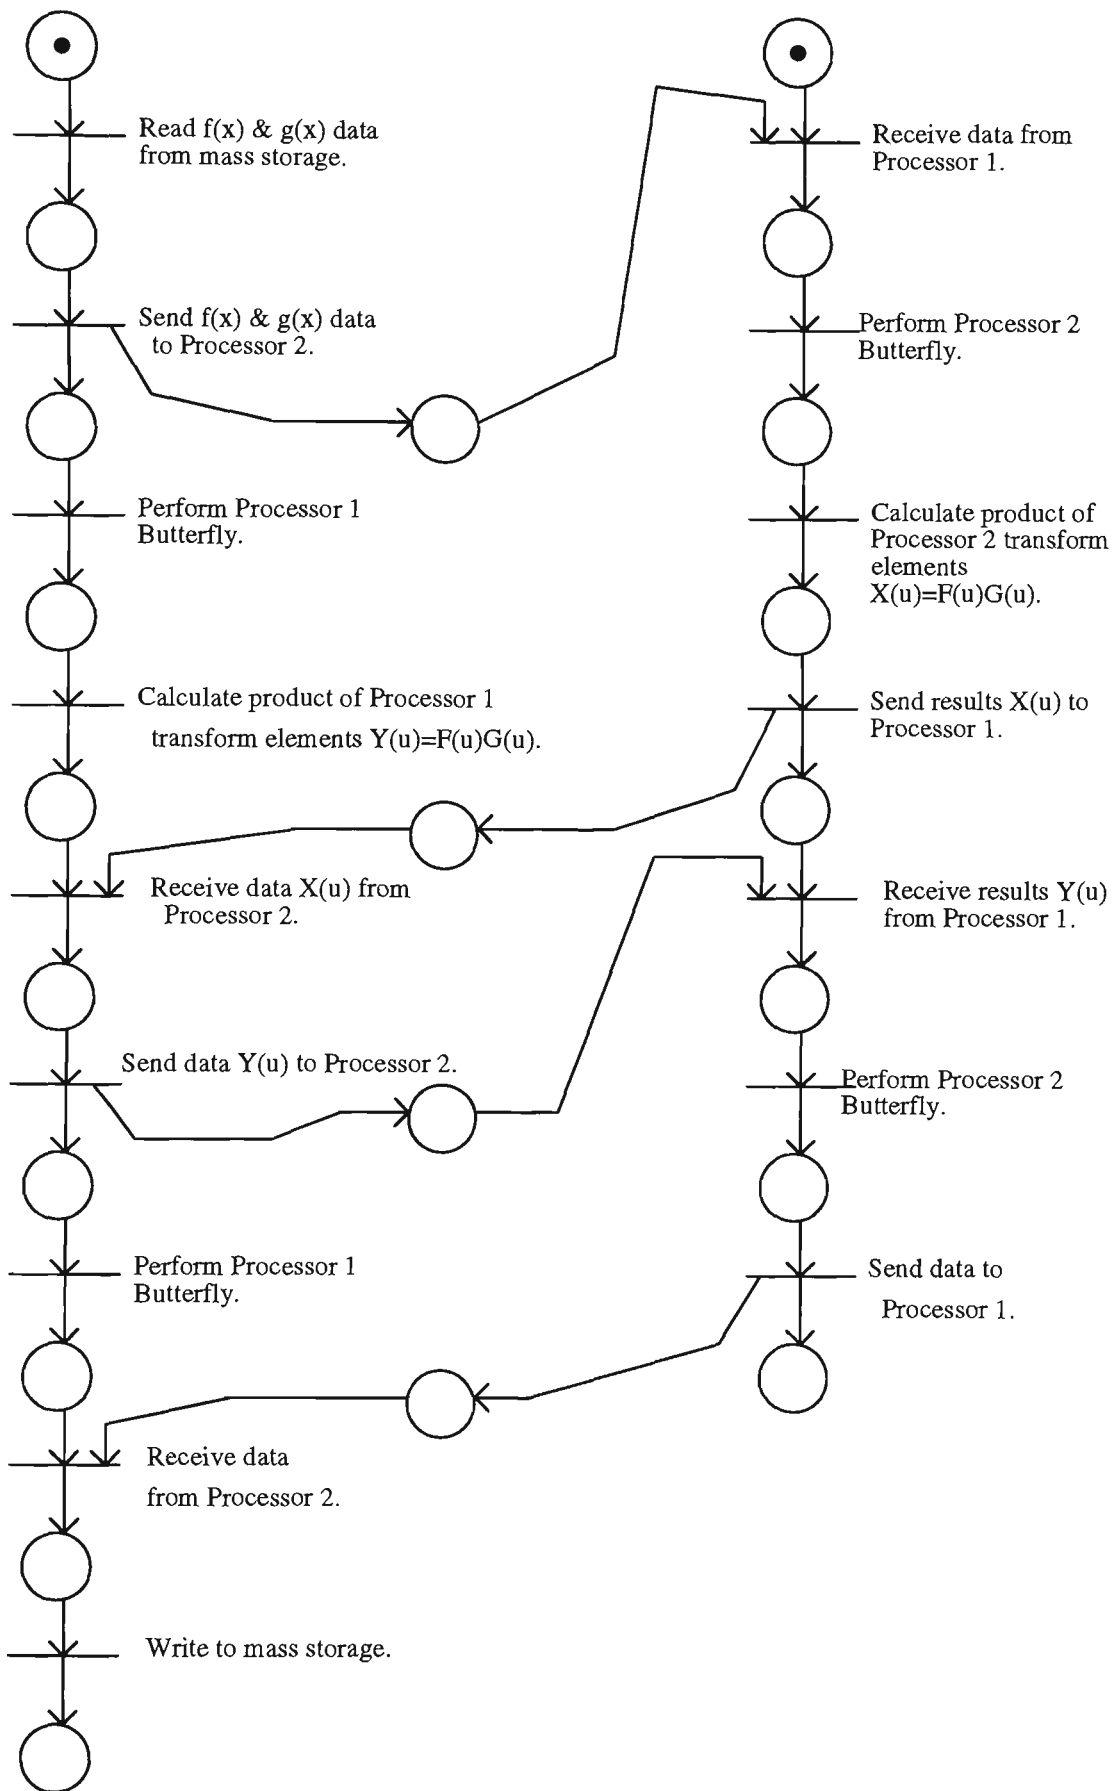 Read f(x) & g(x) data
from mass storage.
Receive data from
Processor 1.
Send f(x) & g(x) data
to Processor 2.
Perform Processor 2
Butterfly.
Perform Processor 1
Butterfly.
Calculate product of
Processor 2 transform
elements
X(u)=F(u)G(u).
Calculate product of Processor 1
transform elements Y(u)=F(u)G(u).
Send results X(u) to
Processor 1.
Receive data X(u) from
Processor 2.
Receive results Y(u)
from Processor 1.
Send data Y(u) to Processor 2.
Perform Processor 2
Butterfly.
Perform Processor 1
Butterfly.
Send data to
Processor 1.
Receive data
from Processor 2.
Write to mass storage.